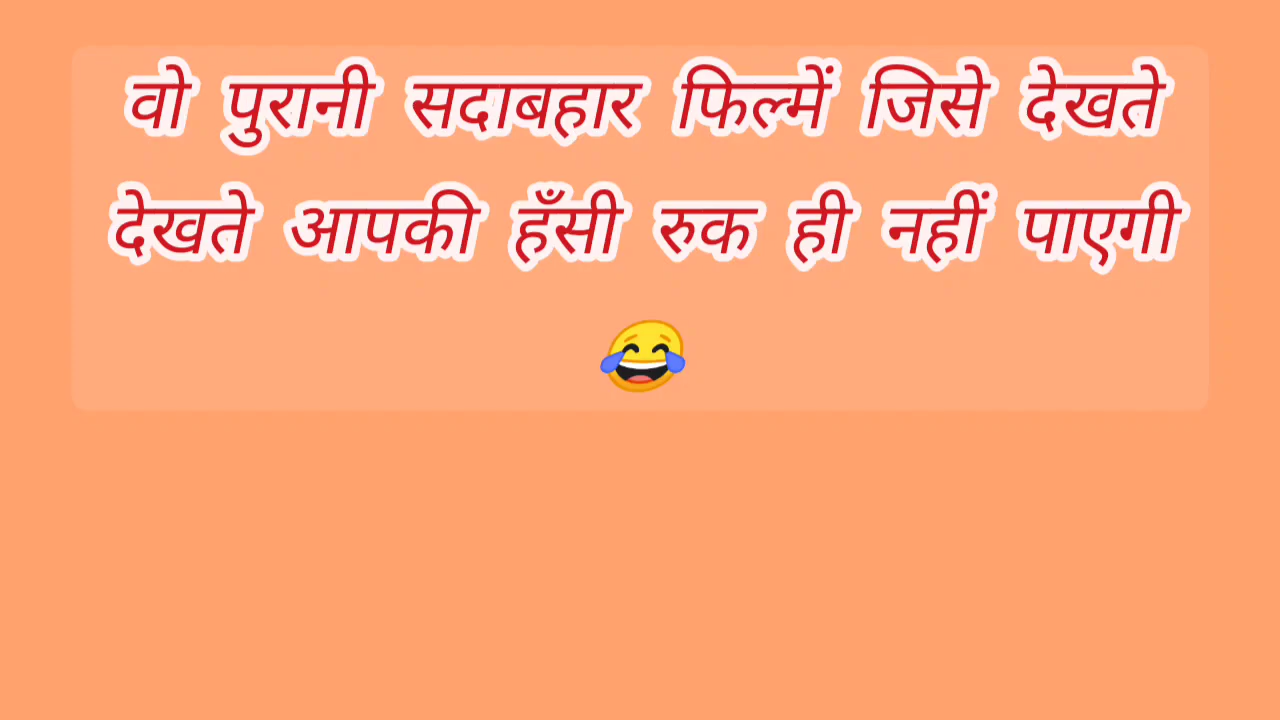 वो पुरानी सदाबहार फिल्में जिसे देखते
देखते आपकी हँसी रुक ही नहीं पाएगी
😂